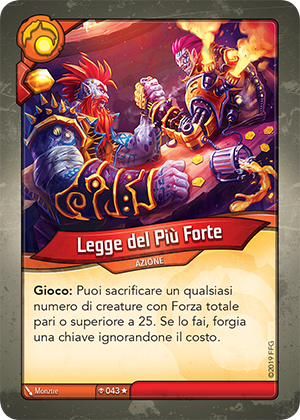 Legge del Più Forte
AZIONE
Gioco: Puoi sacrificare un qualsiasi
numero di creature con Forza totale
pari o superiore a 25. Se lo fai, forgia
una chiave ignorandone il costo.
©2019 FFG
Monztre
043★